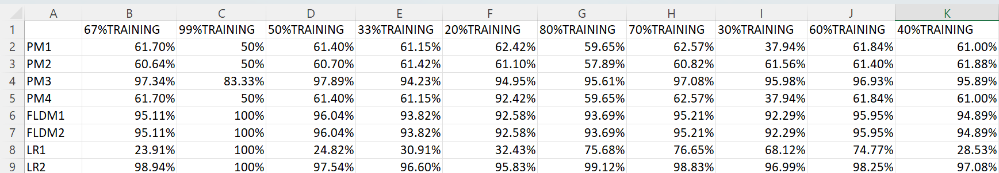 A B C D E F G H I J K
1 67%TRAINING 99%TRAINING 50%TRAINING 33%TRAINING 20%TRAINING 80%TRAINING 70%TRAINING 30%TRAINING 60%TRAINING 40%TRAINING
2 PM1 61.70% 50% 61.40% 61.15% 62.42% 59.65% 62.57% 37.94% 61.84% 61.00%
3 PM2 60.64% 50% 60.70% 61.42% 61.10% 57.89% 60.82% 61.56% 61.40% 61.88%
4 PM3 97.34% 83.33% 97.89% 94.23% 94.95% 95.61% 97.08% 95.98% 96.93% 95.89%
5 PM4 61.70% 50% 61.40% 61.15% 92.42% 59.65% 62.57% 37.94% 61.84% 61.00%
6 FLDM1 95.11% 100% 96.04% 93.82% 92.58% 93.69% 95.21% 92.29% 95.95% 94.89%
7 FLDM2 95.11% 100% 96.04% 93.82% 92.58% 93.69% 95.21% 92.29% 95.95% 94.89%
8 LR1 23.91% 100% 24.82% 30.91% 32.43% 75.68% 76.65% 68.12% 74.77% 28.53%
9 LR2 98.94% 100% 97.54% 96.60% 95.83% 99.12% 98.83% 96.99% 98.25% 97.08%